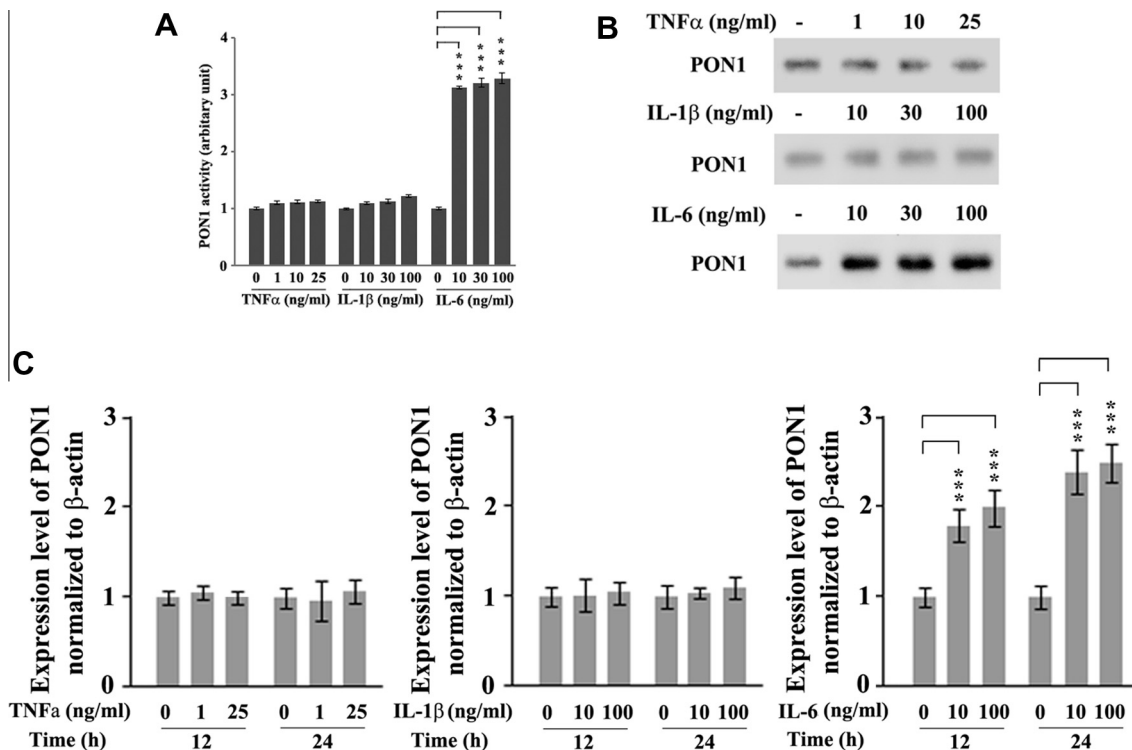 A
PON1 activity (arbitary unit)
4
3
2
1
0
***
***
***
0 1 10 25 0 10 30 100 0 10 30 100
TNFα (ng/ml) IL-1β (ng/ml) IL-6 (ng/ml)
B
TNFα (ng/ml) - 1 10 25
PON1
IL-1β (ng/ml) - 10 30 100
PON1
IL-6 (ng/ml) - 10 30 100
PON1
C
Expression level of PON1
normalized to β-actin
3
2
1
0
TNFa (ng/ml) 0 1 25 0 1 25
Time (h) 12 24
Expression level of PON1
normalized to β-actin
3
2
1
0
IL-1β (ng/ml) 0 10 100 0 10 100
Time (h) 12 24
Expression level of PON1
normalized to β-actin
3
2
1
0
***
***
***
***
IL-6 (ng/ml) 0 10 100 0 10 100
Time (h) 12 24